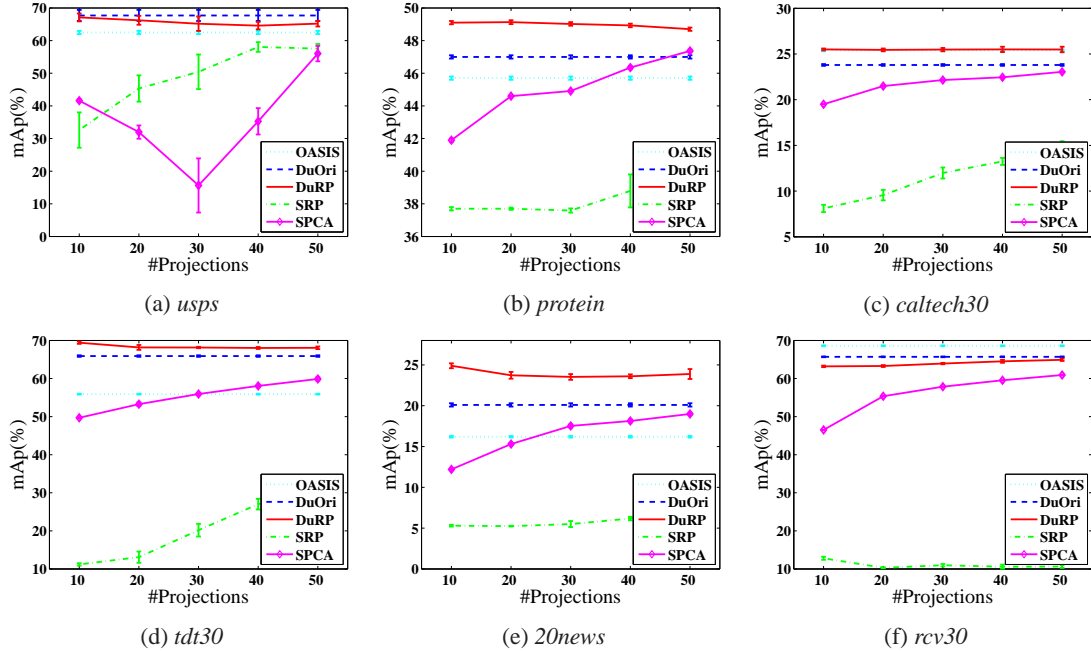 70
60
50
40
30
20
10
0
mAp(%)
10 20 30 40 50
#Projections
OASIS
DuOri
DuRP
SRP
SPCA
(a) usps
50
48
46
44
42
40
38
36
mAp(%)
10 20 30 40 50
#Projections
OASIS
DuOri
DuRP
SRP
SPCA
(b) protein
30
25
20
15
10
5
mAp(%)
10 20 30 40 50
#Projections
OASIS
DuOri
DuRP
SRP
SPCA
(c) caltech30
70
60
50
40
30
20
10
mAp(%)
10 20 30 40 50
#Projections
OASIS
DuOri
DuRP
SRP
SPCA
(d) tdt30
25
20
15
10
5
0
mAp(%)
10 20 30 40 50
#Projections
OASIS
DuOri
DuRP
SRP
SPCA
(e) 20news
70
60
50
40
30
20
10
mAp(%)
10 20 30 40 50
#Projections
OASIS
DuOri
DuRP
SRP
SPCA
(f) rcv30